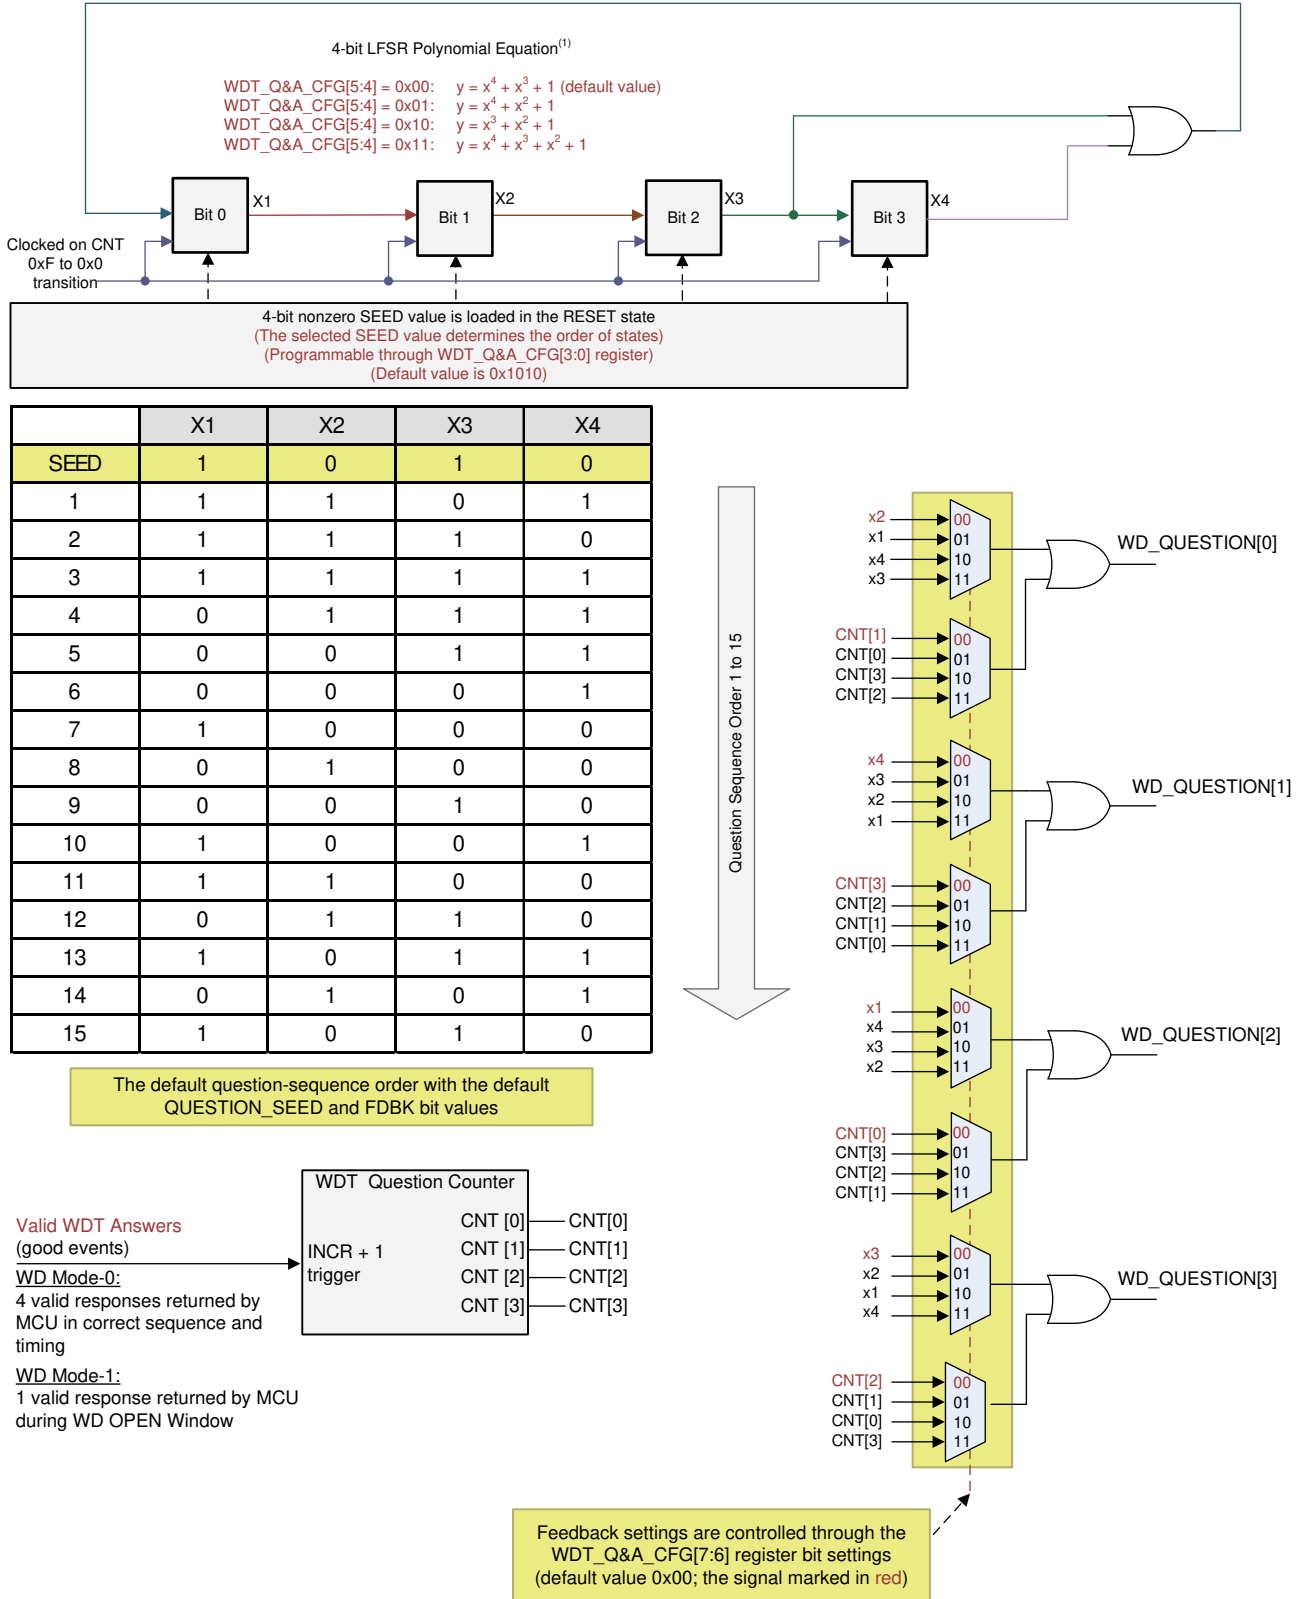 4-bit LFSR Polynomial Equation(1)
WDT_Q&A_CFG[5:4] = 0x00: y = x4 + x3 + 1 (default value)
WDT_Q&A_CFG[5:4] = 0x01: y = x4 + x2 + 1
WDT_Q&A_CFG[5:4] = 0x10: y = x3 + x2 + 1
WDT_Q&A_CFG[5:4] = 0x11: y = x4 + x3 + x2 + 1
Bit 0
X1
Bit 1
X2
Bit 2
X3
Bit 3
X4
Clocked on CNT
0xF to 0x0
transition
4-bit nonzero SEED value is loaded in the RESET state
(The selected SEED value determines the order of states)
(Programmable through WDT_Q&A_CFG[3:0] register)
(Default value is 0x1010)
X1 X2 X3 X4
SEED 1 0 1 0
1 1 1 0 1
2 1 1 1 0
3 1 1 1 1
4 0 1 1 1
5 0 0 1 1
6 0 0 0 1
7 1 0 0 0
8 0 1 0 0
9 0 0 1 0
10 1 0 0 1
11 1 1 0 0
12 0 1 1 0
13 1 0 1 1
14 0 1 0 1
15 1 0 1 0
The default question-sequence order with the default
QUESTION_SEED and FDBK bit values
Question Sequence Order 1 to 15
x2 00
x1 01
x4 10
x3 11
WD_QUESTION[0]
CNT[1] 00
CNT[0] 01
CNT[3] 10
CNT[2] 11
x4 00
x3 01
x2 10
x1 11
WD_QUESTION[1]
CNT[3] 00
CNT[2] 01
CNT[1] 10
CNT[0] 11
x1 00
x4 01
x3 10
x2 11
WD_QUESTION[2]
CNT[0] 00
CNT[3] 01
CNT[2] 10
CNT[1] 11
x3 00
x2 01
x1 10
x4 11
WD_QUESTION[3]
CNT[2] 00
CNT[1] 01
CNT[0] 10
CNT[3] 11
WDT Question Counter
CNT [0] CNT[0]
CNT [1] CNT[1]
CNT [2] CNT[2]
CNT [3] CNT[3]
INCR + 1
trigger
Valid WDT Answers
(good events)
WD Mode-0:
4 valid responses returned by
MCU in correct sequence and
timing
WD Mode-1:
1 valid response returned by MCU
during WD OPEN Window
Feedback settings are controlled through the
WDT_Q&A_CFG[7:6] register bit settings
(default value 0x00; the signal marked in red)